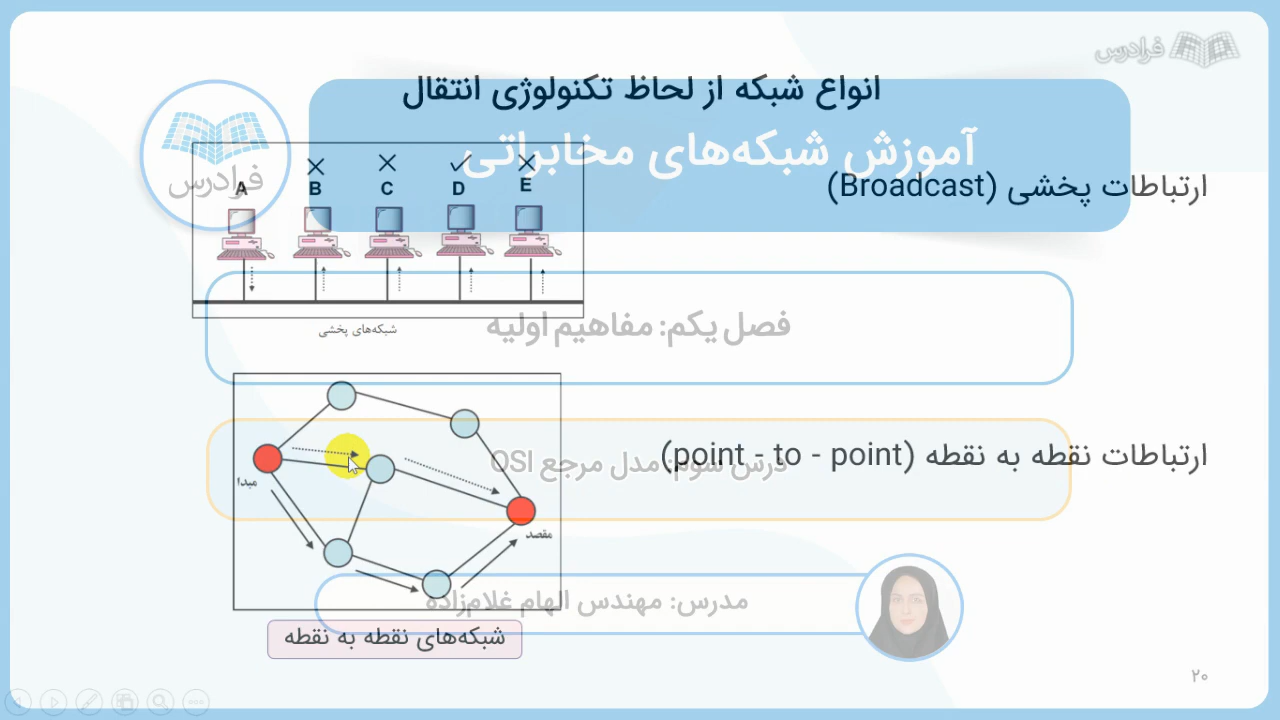 فرادرس
انواع شبکه از لحاظ تکنولوژی انتقال
آموزش شبکه‌های مخابراتی
فرادرس
ارتباطات پخشی (Broadcast)
A B C D E
شبکه‌های پخشی
فصل یکم: مفاهیم اولیه
ارتباطات نقطه به نقطه (point - to - point)
درس سوم: مدل مرجع OSI
مبدا
مقصد
مدرس: مهندس الهام غلام‌زاده
شبکه‌های نقطه به نقطه
۲۰